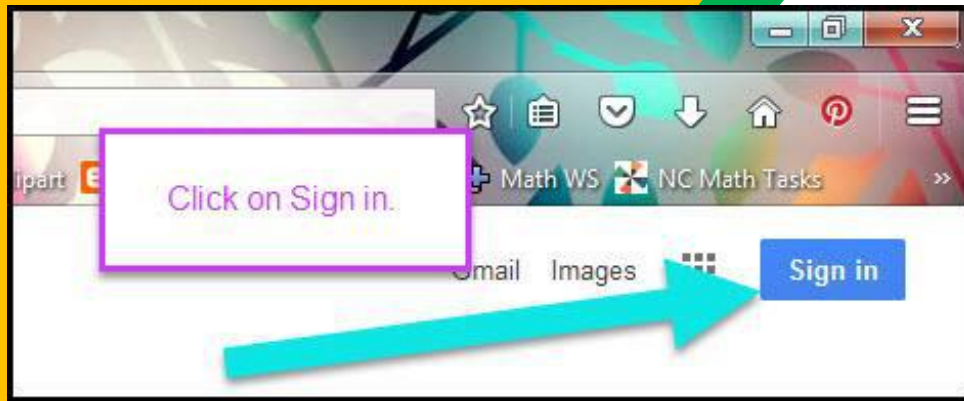 ipart Math WS NC Math Tasks »
Click on Sign in.
Gmail Images Sign in